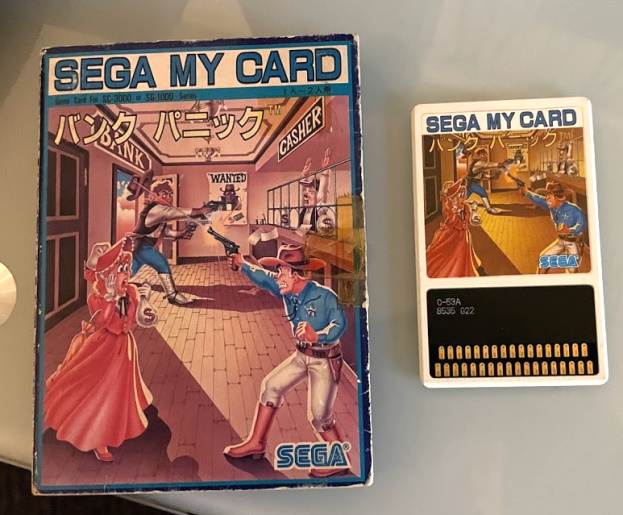 SEGA MY CARD
Game Card For SC-3000 or SG-1000 Series
1人〜2人用
バンク パニック™
BANK
CASHER
WANTED
$
SEGA®
SEGA MY CARD
バンク パニック™
SEGA
C-53A
8535 G22